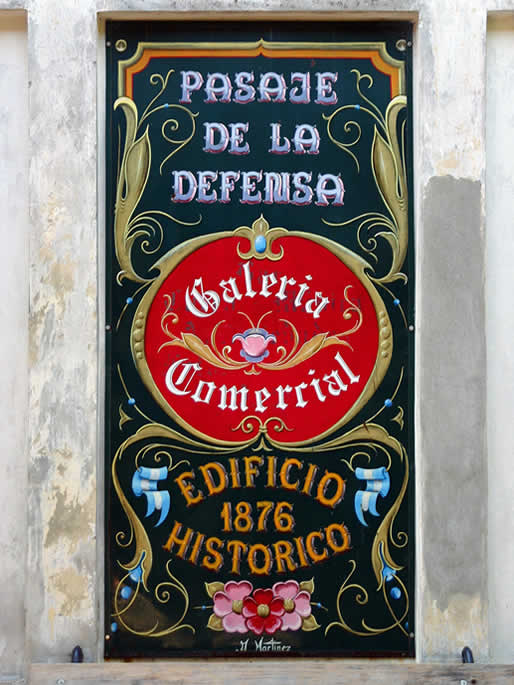 PASAJE
DE LA
DEFENSA
Galeria
Comercial
EDIFICIO
1876
HISTORICO
Martinez